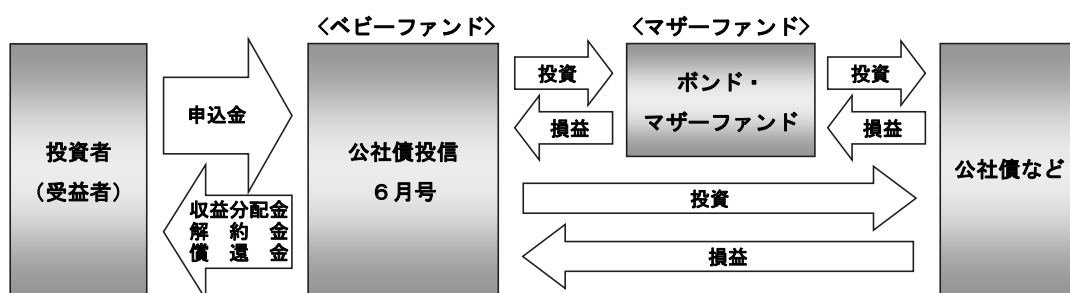 <ベビーファンド>
<マザーファンド>
投資者
（受益者）
申込金
収益分配金
解約金
償還金
公社債投信
６月号
投資
損益
ボンド・
マザーファンド
投資
損益
投資
損益
公社債など